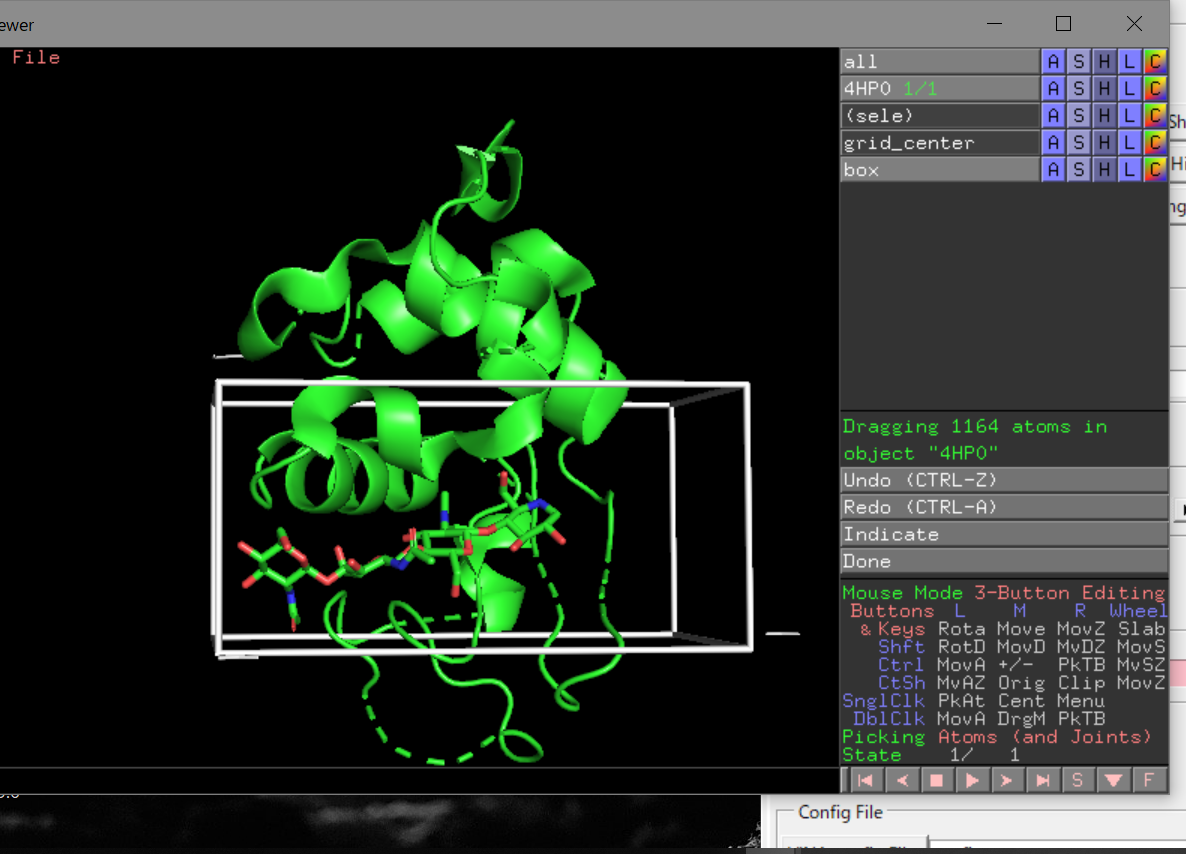 ewer
File
all A S H L C
4HPO 1/1 A S H L C
(sele) A S H L C
grid_center A S H L C
box A S H L C
Sh
Hi
ng
Dragging 1164 atoms in
object "4HPO"
Undo (CTRL-Z)
Redo (CTRL-A)
Indicate
Done
Mouse Mode 3-Button Editing
Buttons L M R Wheel
& Keys Rota Move MovZ Slab
Shft RotD MovD MvDZ MovS
Ctrl MovA +/- PkTB MvSZ
CtSh MvAZ Orig Clip MovZ
SnglClk PkAt Cent Menu
DblClk MovA DrgM PkTB
Picking Atoms (and Joints)
State 1/ 1
S F
Config File